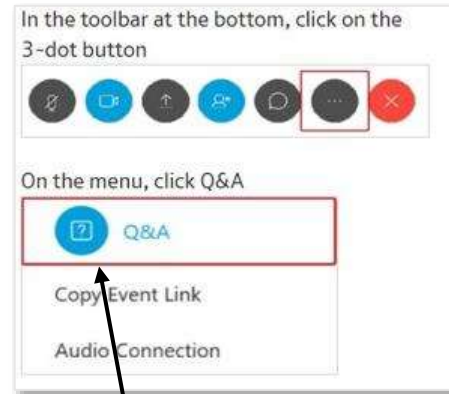 In the toolbar at the bottom, click on the
3-dot button
On the menu, click Q&A
Q&A
Copy Event Link
Audio Connection